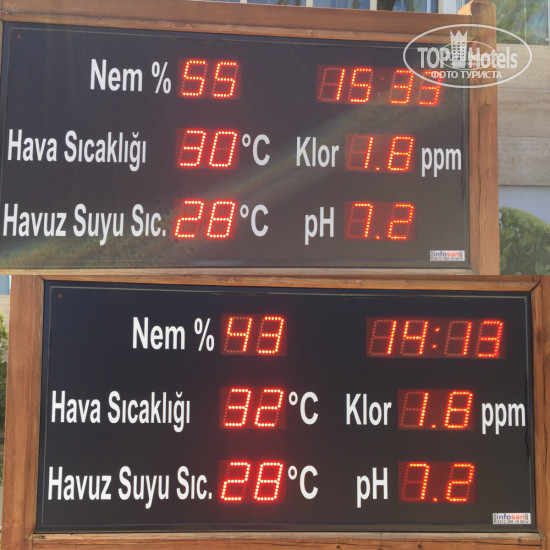 TOP Hotels
ФОТО ТУРИСТА
Nem % 55 15:33
Hava Sıcaklığı 30 °C Klor 1.8 ppm
Havuz Suyu Sıc. 28 °C pH 7.2
infosan
Nem % 43 14:13
Hava Sıcaklığı 32 °C Klor 1.8 ppm
Havuz Suyu Sıc. 28 °C pH 7.2
infosan